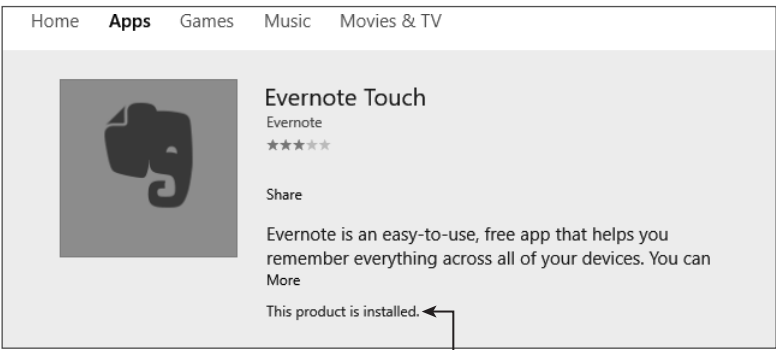 Home Apps Games Music Movies & TV
Evernote Touch
Evernote
Share
Evernote is an easy-to-use, free app that helps you
remember everything across all of your devices. You can
More
This product is installed.